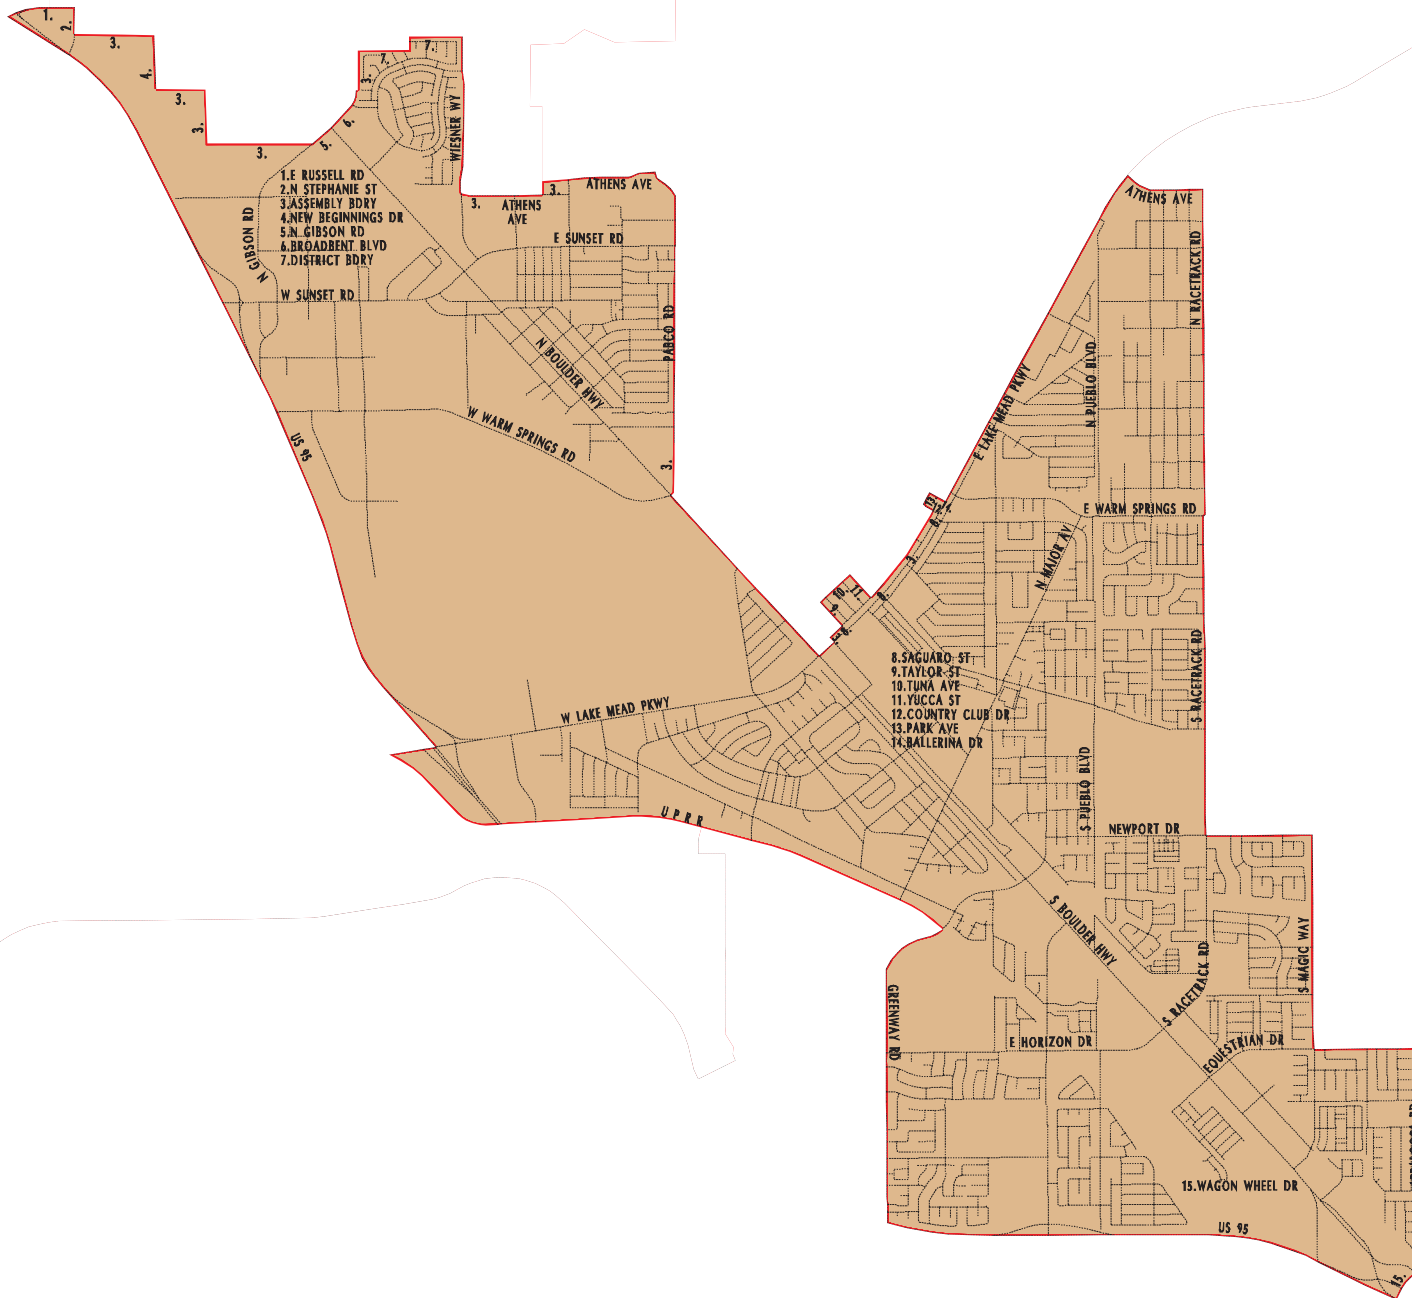 1.
2.
3.
4.
3.
3.
3.
5.
6.
3.
7.
7.
WIESNER WY
1.E RUSSELL RD
2.N STEPHANIE ST
3.ASSEMBLY BDRY
4.NEW BEGINNINGS DR
5.N GIBSON RD
6.BROADBENT BLVD
7.DISTRICT BDRY
N GIBSON RD
W SUNSET RD
3.
ATHENS
AVE
3.
ATHENS AVE
E SUNSET RD
PABCO RD
N BOULDER HWY
W WARM SPRINGS RD
3.
US 95
ATHENS AVE
N RACETRACK RD
N PUEBLO BLVD
E LAKE MEAD PKWY
13.
E WARM SPRINGS RD
N MAJOR AV
8.
3.
10.
11.
9.
8.
8.
8.SAGUARO ST
9.TAYLOR ST
10.TUNA AVE
11.YUCCA ST
12.COUNTRY CLUB DR
13.PARK AVE
14.BALLERINA DR
S RACETRACK RD
W LAKE MEAD PKWY
U P R R
S PUEBLO BLVD
NEWPORT DR
S BOULDER HWY
S MAGIC WAY
S RACETRACK RD
GREENWAY RD
E HORIZON DR
EQUESTRIAN DR
15.WAGON WHEEL DR
US 95
15.